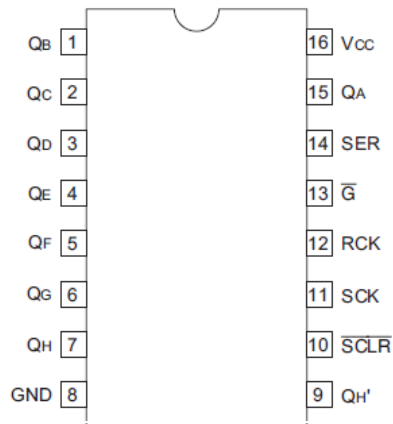 QB 1 16 VCC
QC 2 15 QA
QD 3 14 SER
QE 4 13 G̅
QF 5 12 RCK
QG 6 11 SCK
QH 7 10 S̅C̅L̅R̅
GND 8 9 QH'